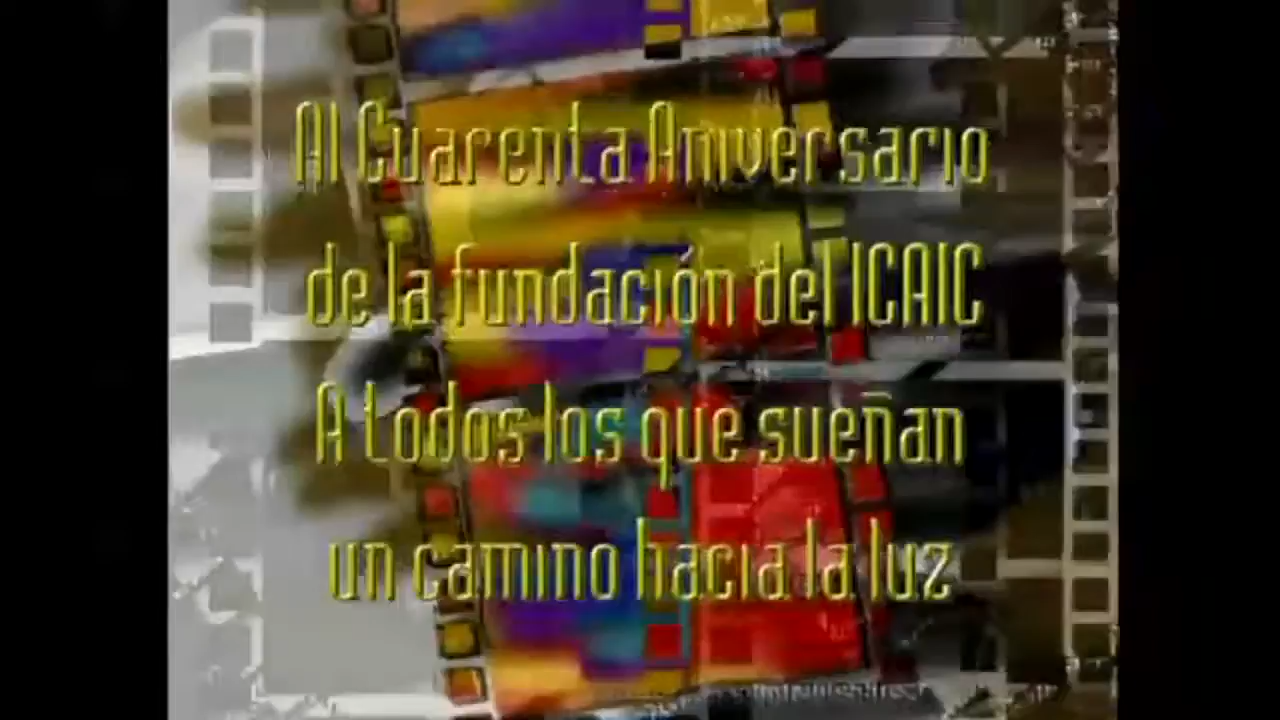 Al Cuarenta Aniversario
de la fundación del ICAIC
A todos los que sueñan
un camino hacia la luz